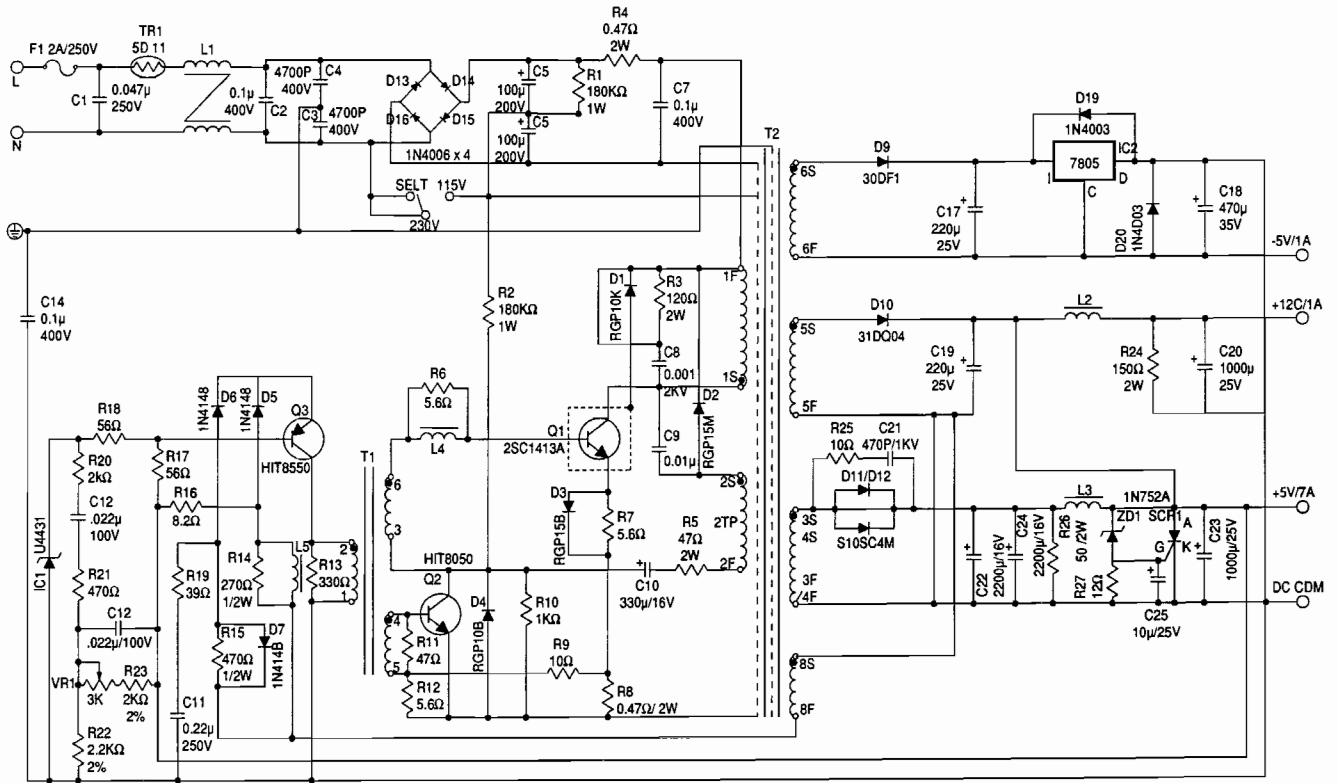 F1 2A/250V
TR1
5D 11
L1
L
N
C1
0.047µ
250V
0.1µ
400V
C2
4700P
400V
C4
C3
4700P
400V
D13
D14
D16
D15
1N4006 x 4
C5
100µ
200V
C5
100µ
200V
R1
180KΩ
1W
R4
0.47Ω
2W
C7
0.1µ
400V
SELT
115V
230V
T2
6S
6F
D9
30DF1
C17
220µ
25V
D19
1N4003
7805
IC2
I
C
D
D20
1N4D03
C18
470µ
35V
-5V/1A
C14
0.1µ
400V
R2
180KΩ
1W
D1
RGP10K
R3
120Ω
2W
C8
0.001
2KV
1F
1S
D2
RGP15M
C9
0.01µ
5S
5F
D10
31DQ04
C19
220µ
25V
L2
R24
150Ω
2W
C20
1000µ
25V
+12C/1A
R18
56Ω
R20
2kΩ
C12
.022µ
100V
R21
470Ω
C12
.022µ/100V
VR1
3K
R23
2KΩ
2%
R22
2.2KΩ
2%
IC1
U4431
R17
56Ω
R16
8.2Ω
1N4148
D6
1N4148
D5
Q3
HIT8550
R19
39Ω
R14
270Ω
1/2W
L5
R13
330Ω
R15
470Ω
1/2W
D7
1N414B
C11
0.22µ
250V
T1
2
1
6
3
4
5
R6
5.6Ω
L4
Q1
2SC1413A
D3
RGP15B
R7
5.6Ω
HIT8050
Q2
D4
RGP10B
C10
330µ/16V
R5
47Ω
2W
2S
2TP
2F
R10
1KΩ
R9
10Ω
R11
47Ω
R12
5.6Ω
R8
0.47Ω/ 2W
R25
10Ω
C21
470P/1KV
D11/D12
S10SC4M
3S
4S
3F
4F
C22
2200µ/16V
C24
2200µ/16V
R26
50 /2W
L3
1N752A
ZD1
SCR1
A
G
K
R27
12Ω
C25
10µ/25V
C23
1000µ/25V
+5V/7A
DC CDM
8S
8F